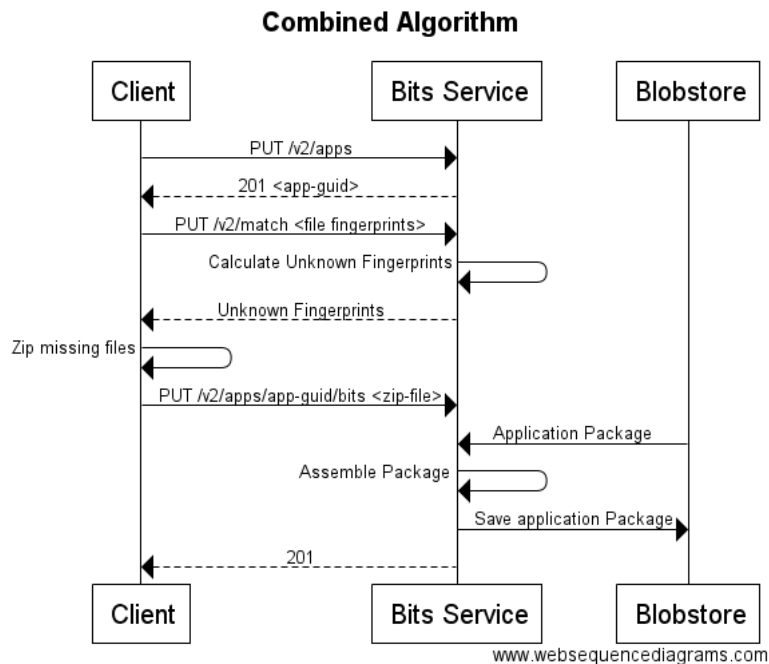 Combined Algorithm
Client
Bits Service
Blobstore
PUT /v2/apps
201 <app-guid>
PUT /v2/match <file fingerprints>
Calculate Unknown Fingerprints
Unknown Fingerprints
Zip missing files
PUT /v2/apps/app-guid/bits <zip-file>
Application Package
Assemble Package
Save application Package
201
Client
Bits Service
Blobstore
www.websequencediagrams.com